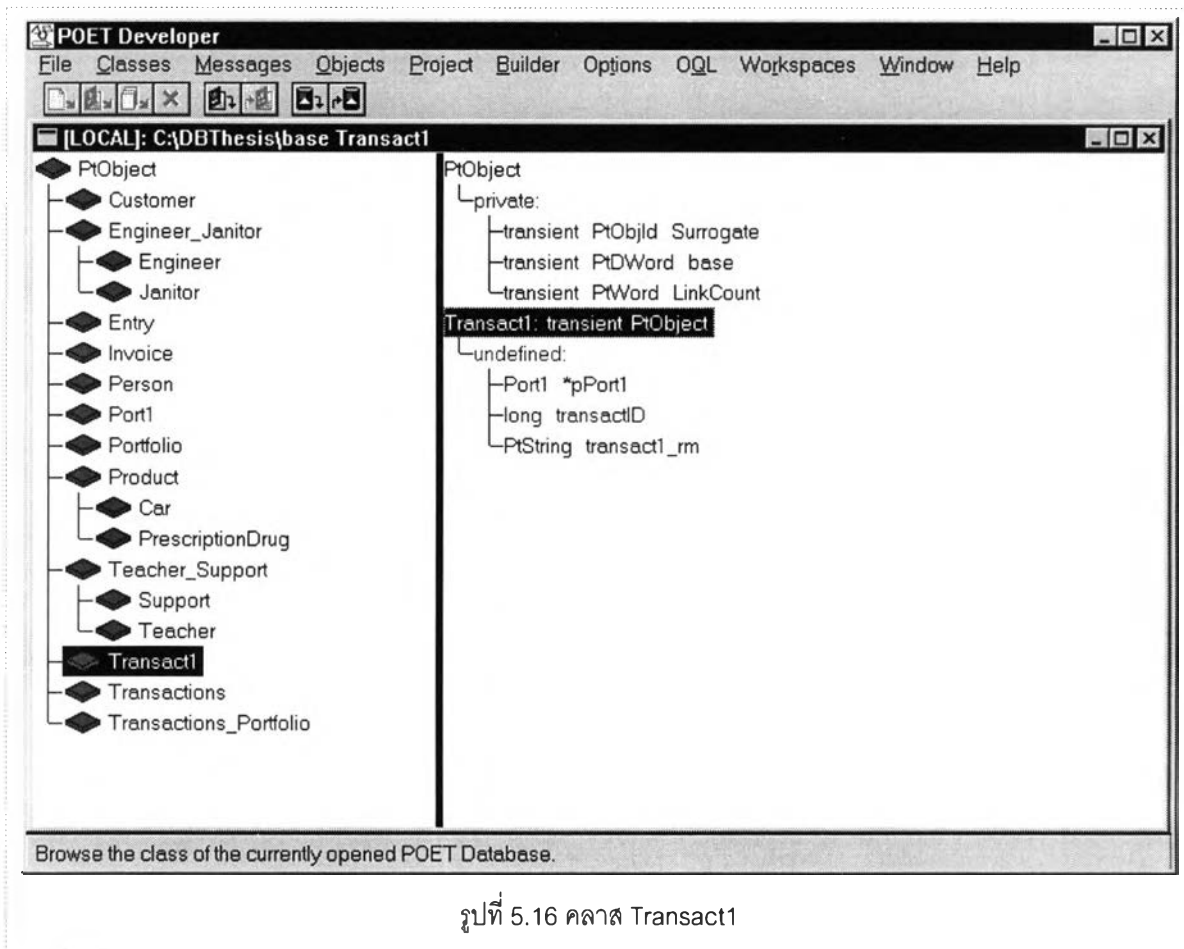 POET Developer
File Classes Messages Objects Project Builder Options OQL Workspaces Window Help
[LOCAL]: C:\DBThesis\base Transact1
PtObject
Customer
Engineer_Janitor
Engineer
Janitor
Entry
Invoice
Person
Port1
Portfolio
Product
Car
PrescriptionDrug
Teacher_Support
Support
Teacher
Transact1
Transactions
Transactions_Portfolio
PtObject
private:
transient PtObjId Surrogate
transient PtDWord base
transient PtWord LinkCount
Transact1: transient PtObject
undefined:
Port1 *pPort1
long transactID
PtString transact1_rm
Browse the class of the currently opened POET Database.
รูปที่ 5.16 คลาส Transact1